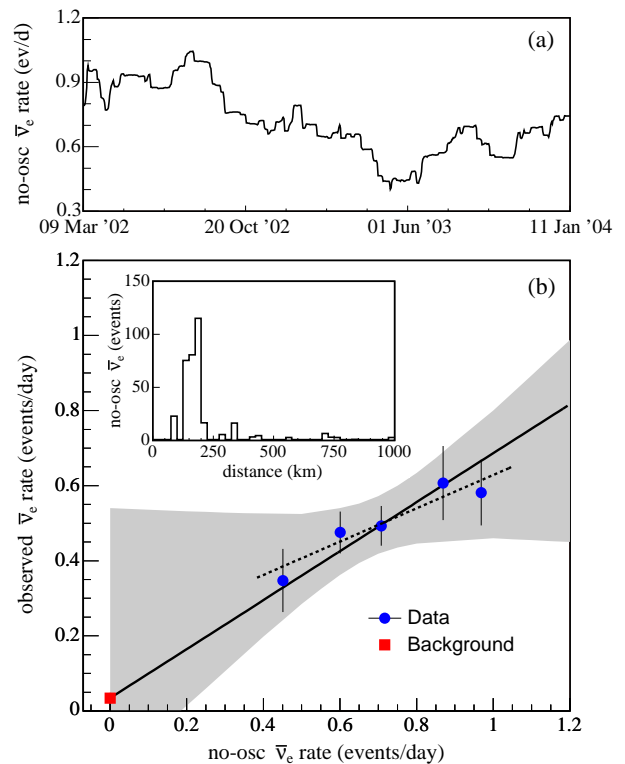 1.2
(a)
0.9
0.6
0.3
no-osc ν̅e rate (ev/d)
09 Mar '02 20 Oct '02 01 Jun '03 11 Jan '04
1.2
(b)
1
0.8
0.6
0.4
0.2
0
observed ν̅e rate (events/day)
150
100
50
0
no-osc ν̅e (events)
0 250 500 750 1000
distance (km)
Data
Background
0 0.2 0.4 0.6 0.8 1 1.2
no-osc ν̅e rate (events/day)